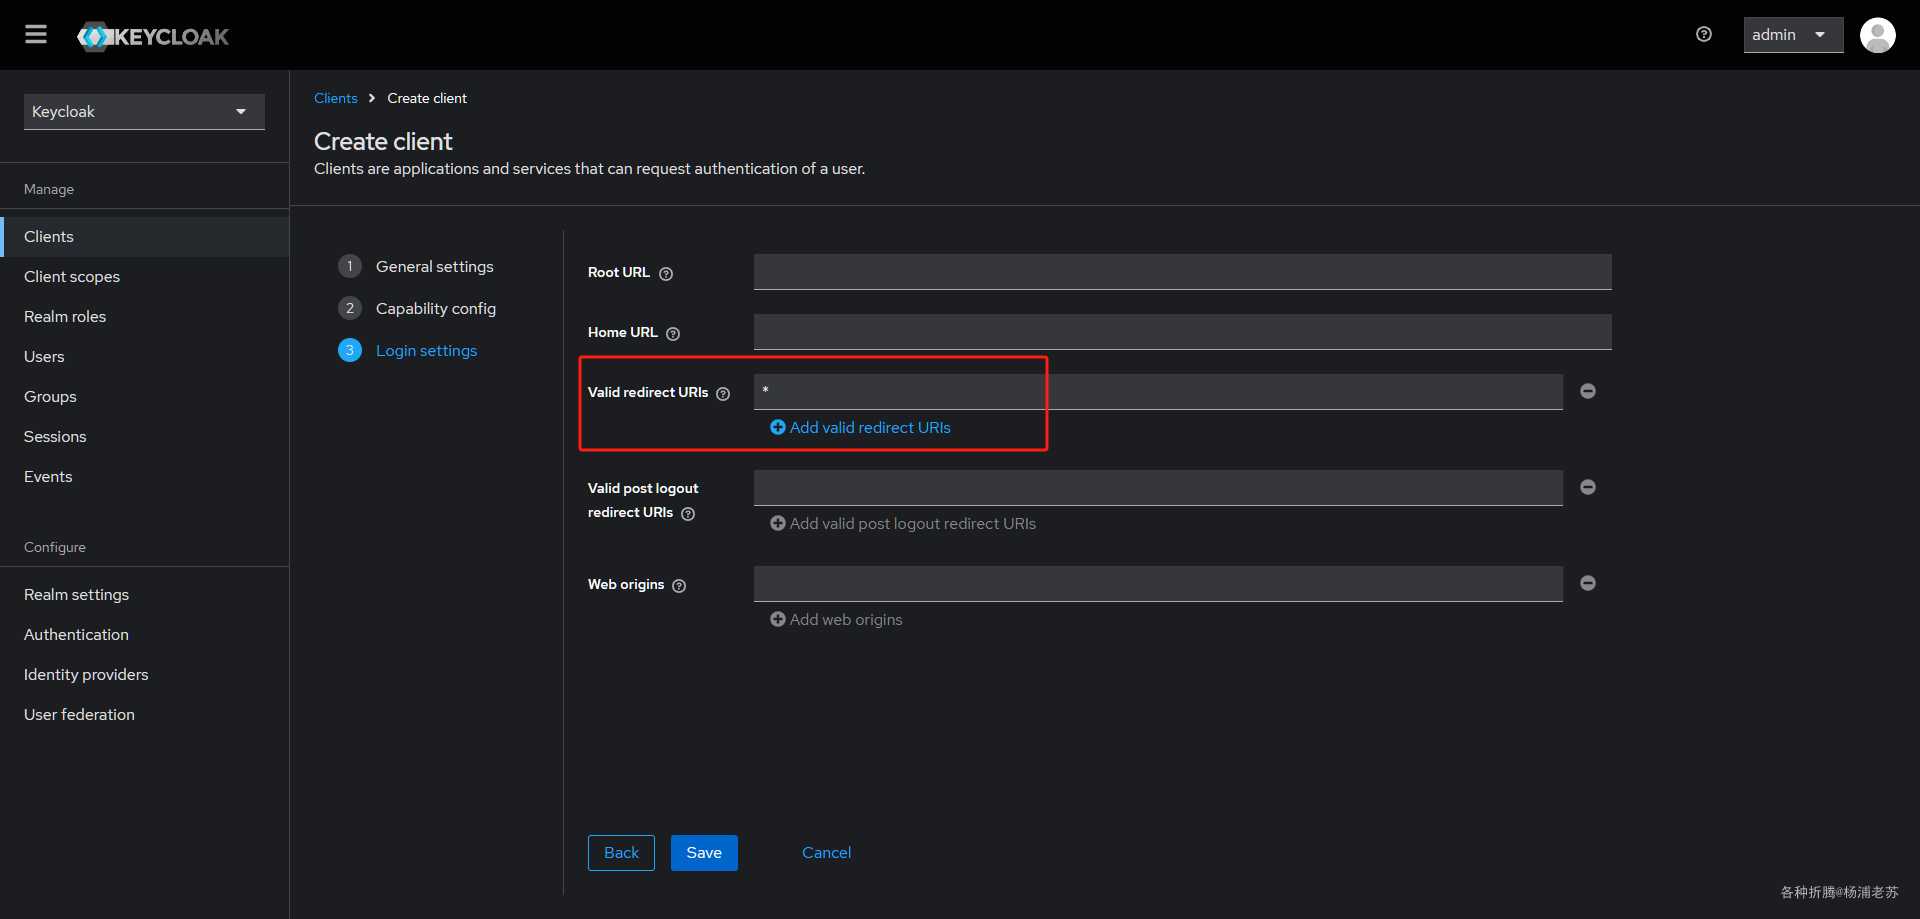 KEYCLOAK
admin
Keycloak
Manage
Clients
Client scopes
Realm roles
Users
Groups
Sessions
Events
Configure
Realm settings
Authentication
Identity providers
User federation
Clients > Create client
Create client
Clients are applications and services that can request authentication of a user.
1 General settings
2 Capability config
3 Login settings
Root URL
Home URL
Valid redirect URIs
*
Add valid redirect URIs
Valid post logout
redirect URIs
Add valid post logout redirect URIs
Web origins
Add web origins
Back
Save
Cancel
各种折腾@杨浦老苏